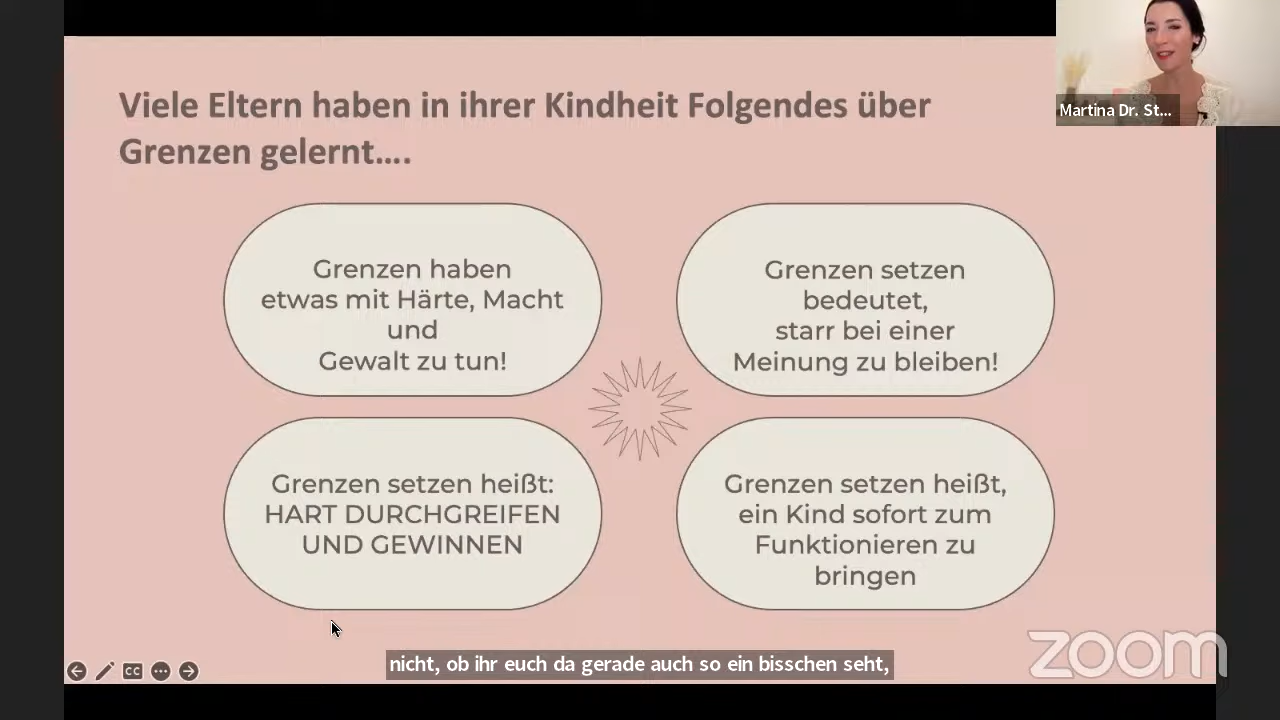 Viele Eltern haben in ihrer Kindheit Folgendes über
Grenzen gelernt....
Martina Dr. St...
Grenzen haben
etwas mit Härte, Macht
und
Gewalt zu tun!
Grenzen setzen
bedeutet,
starr bei einer
Meinung zu bleiben!
Grenzen setzen heißt:
HART DURCHGREIFEN
UND GEWINNEN
Grenzen setzen heißt,
ein Kind sofort zum
Funktionieren zu
bringen
CC
nicht, ob ihr euch da gerade auch so ein bisschen seht,
zoom